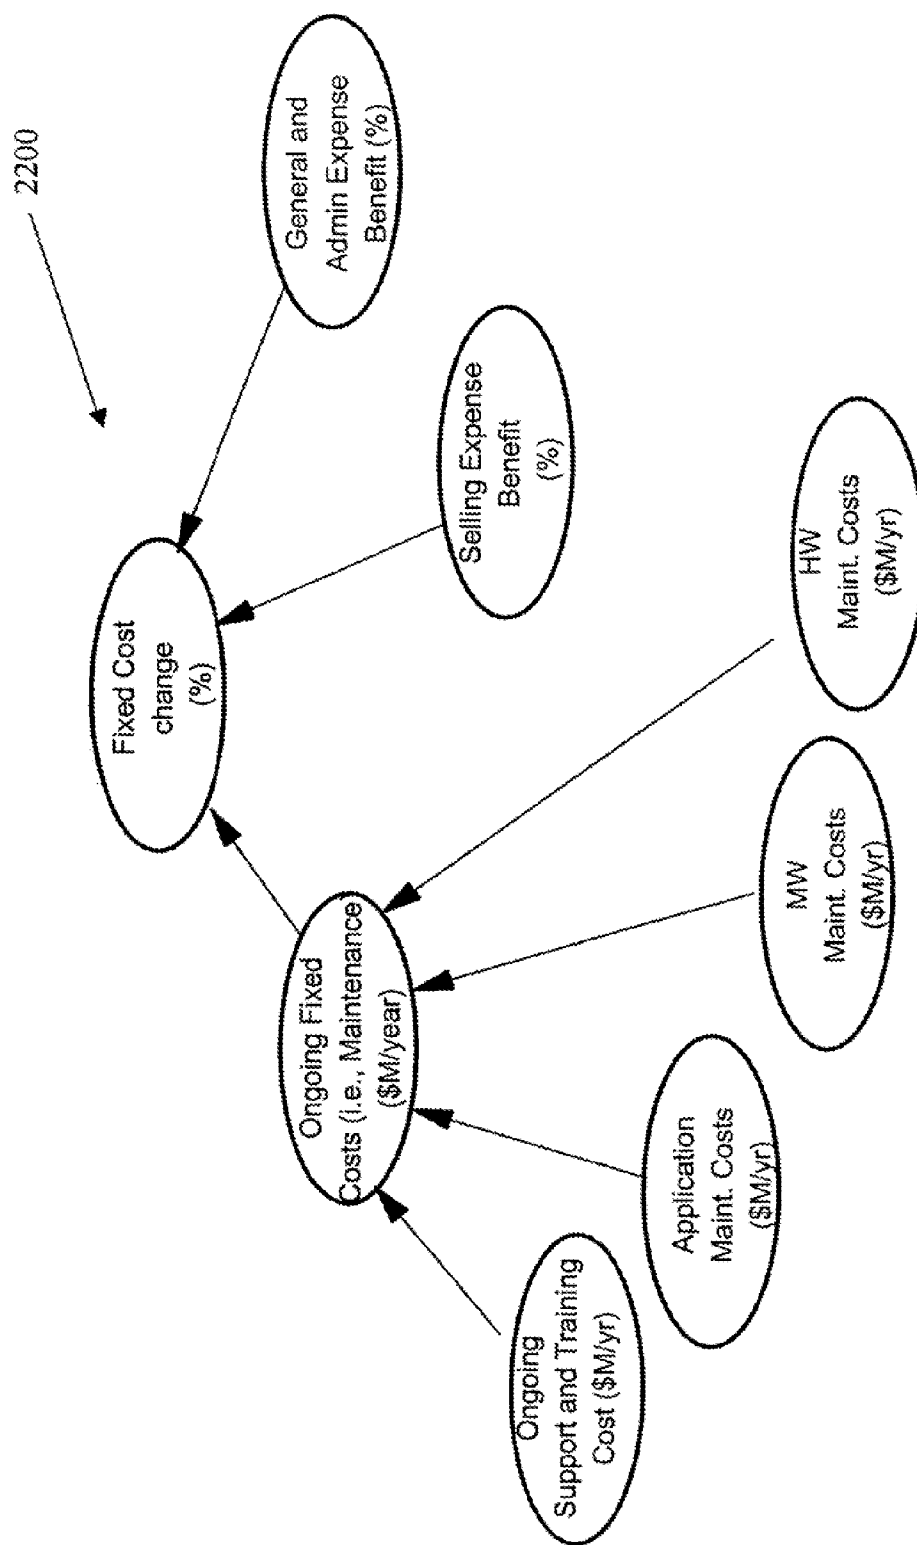 2200
Fixed Cost
change
(%)
General and
Admin Expense
Benefit (%)
Ongoing Fixed
Costs (i.e., Maintenance
($M/year)
Selling Expense
Benefit
(%)
Ongoing
Support and Training
Cost ($M/yr)
Application
Maint. Costs
($M/yr)
MW
Maint. Costs
($M/yr)
HW
Maint. Costs
($M/yr)